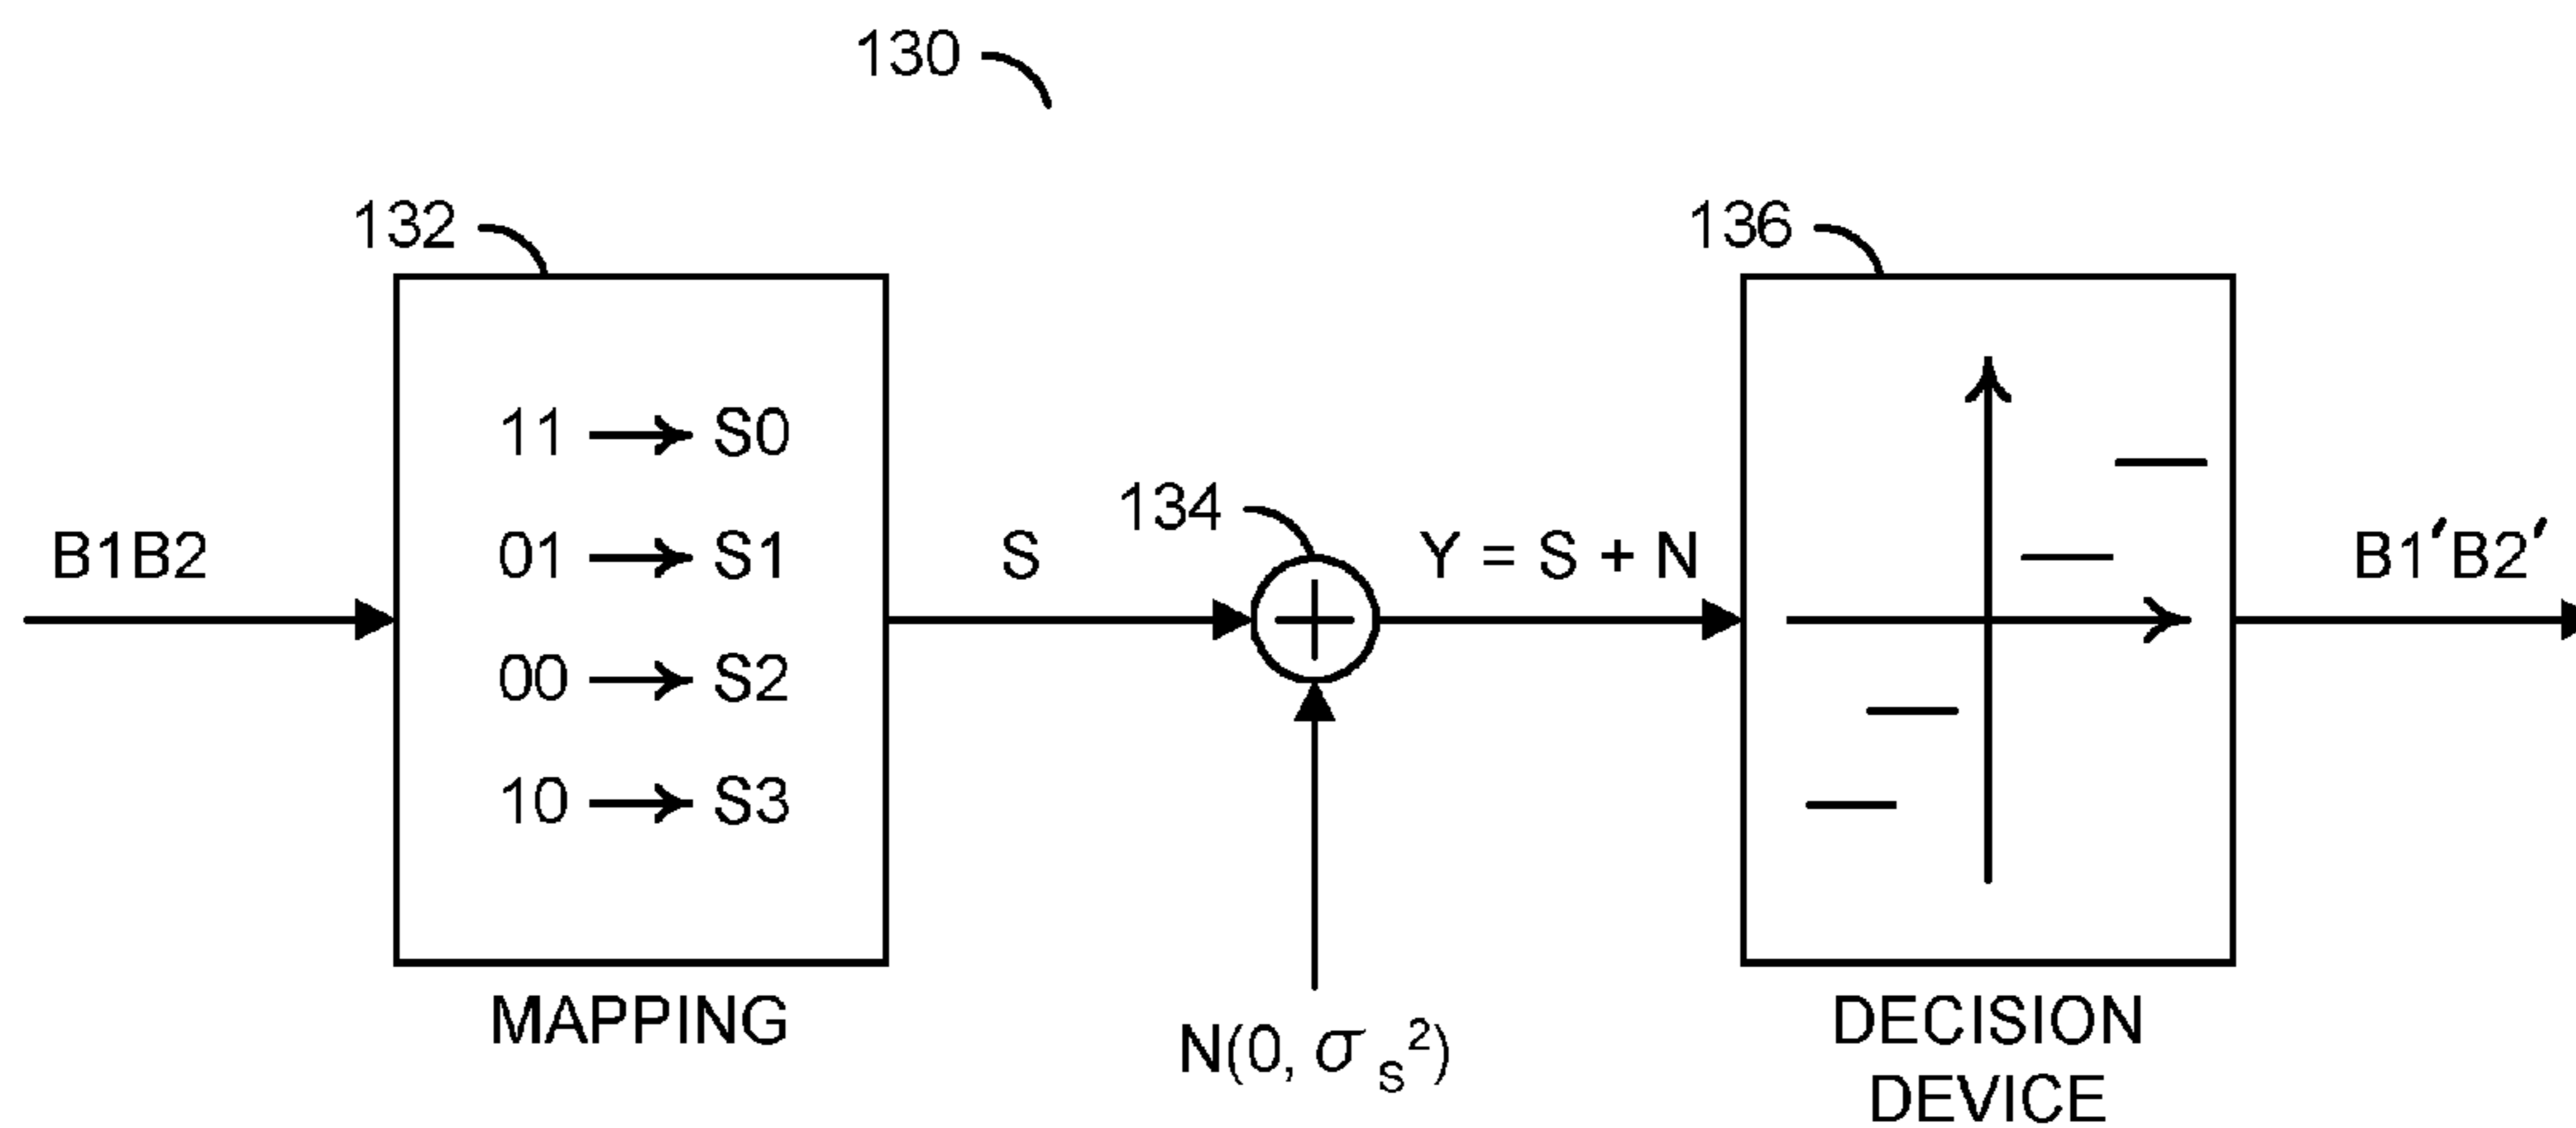 130
132
136
11 → S0
01 → S1
00 → S2
10 → S3
B1B2
S
134
Y = S + N
B1′B2′
MAPPING
N(0, σ_S²)
DECISION
DEVICE